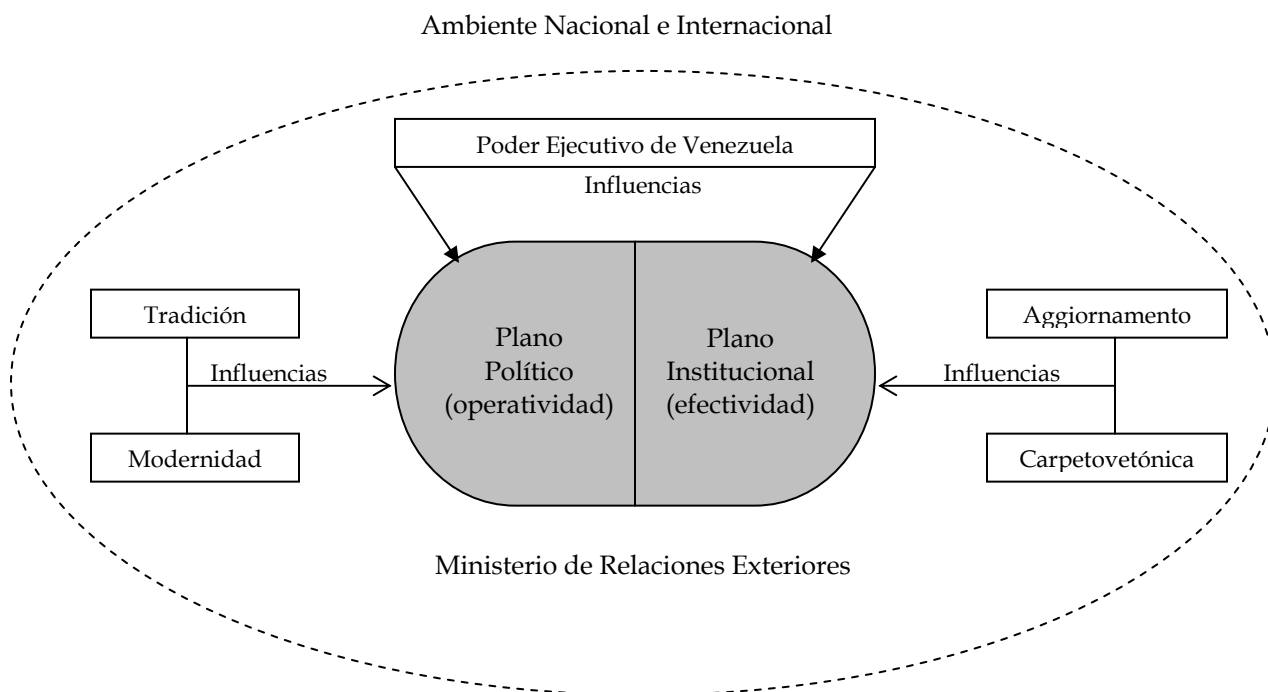 Ambiente Nacional e Internacional
Poder Ejecutivo de Venezuela
Influencias
Tradición
Influencias
Modernidad
Plano
Político
(operatividad)
Plano
Institucional
(efectividad)
Aggiornamento
Influencias
Carpetovetónica
Ministerio de Relaciones Exteriores